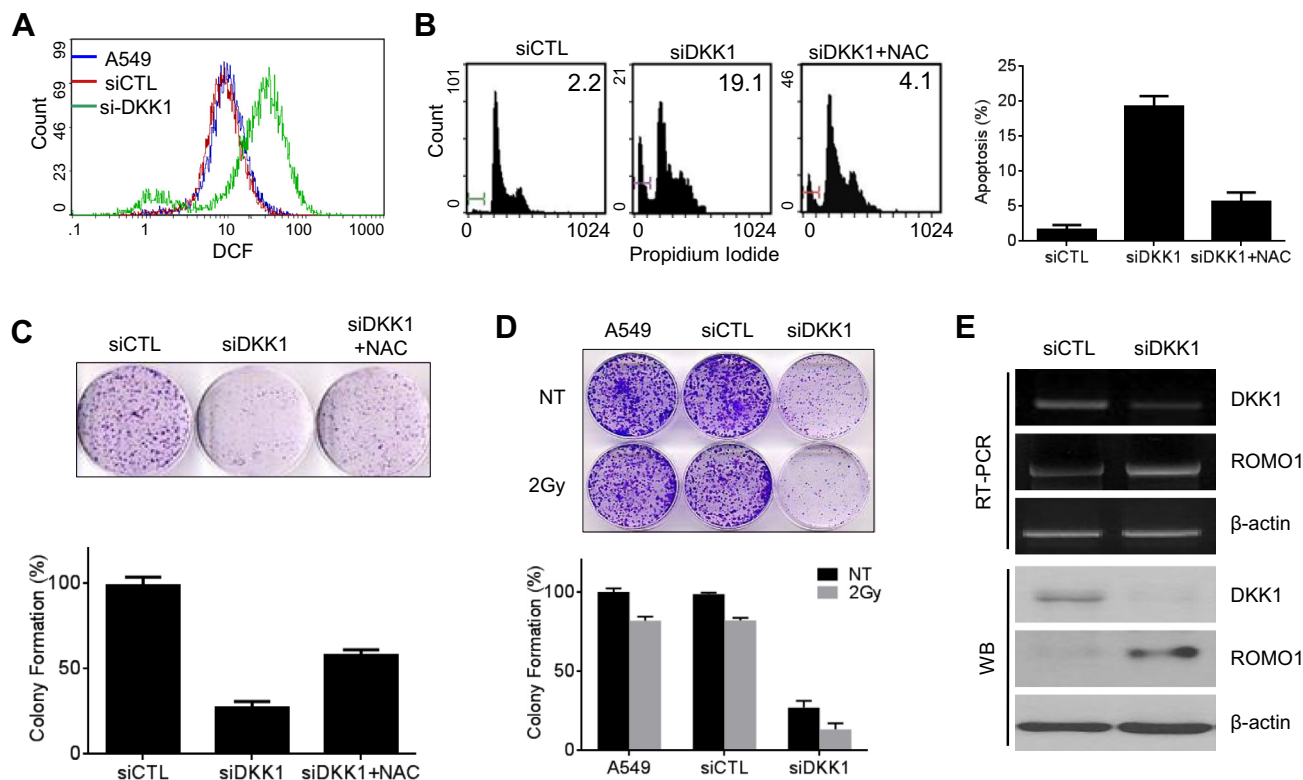 A
99
69
46
23
0
Count
A549
siCTL
si-DKK1
.1 1 10 100 1000
DCF
B
siCTL
siDKK1
siDKK1+NAC
101
0
Count
2.2
0 1024
21
0
19.1
0 1024
46
0
4.1
0 1024
Propidium Iodide
25
20
15
10
5
0
Apoptosis (%)
siCTL siDKK1 siDKK1+NAC
C
siCTL
siDKK1
siDKK1
+NAC
100
50
0
Colony Formation (%)
siCTL siDKK1 siDKK1+NAC
D
A549 siCTL siDKK1
NT
2Gy
NT
2Gy
100
50
0
Colony Formation (%)
A549 siCTL siDKK1
E
siCTL siDKK1
RT-PCR
DKK1
ROMO1
β-actin
WB
DKK1
ROMO1
β-actin